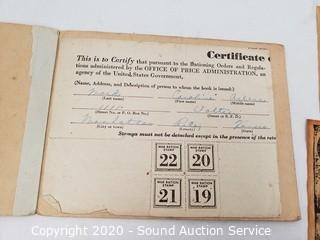 Certificate
This is to Certify that pursuant to the Rationing Orders and Regula-
tions administered by the OFFICE OF PRICE ADMINISTRATION, an
agency of the United States Government,
(Name, Address, and Description of person to whom the book is issued:)
(Last name) (First name) (Middle name)
(Street No. or P. O. Box No.) (Street or R. F. D.)
(City or town) (County) (State)
Stamps must not be detached except in the presence of the reta
WAR RATION STAMP 22
WAR RATION STAMP 20
WAR RATION STAMP 21
WAR RATION STAMP 19
Copyright 2020 - Sound Auction Service